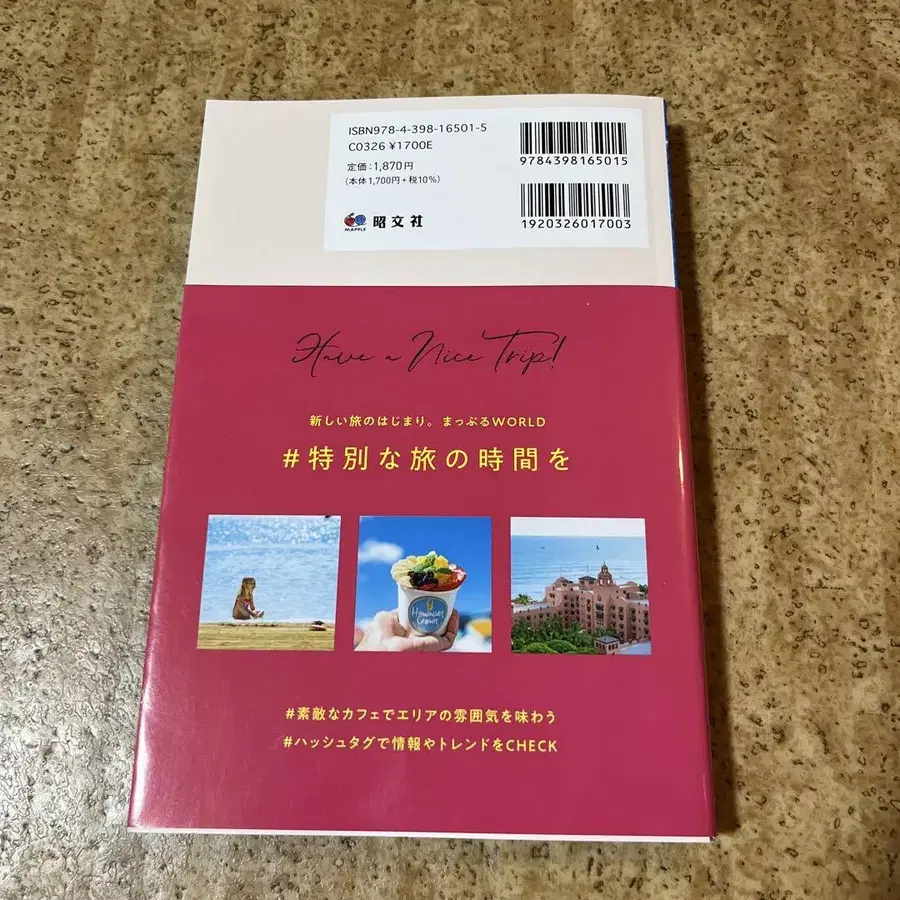 ISBN978-4-398-16501-5
C0326 ¥1700E
定価：1,870円
（本体1,700円＋税10%）
MAPPLE 昭文社
9784398165015
1920326017003
Have a Nice Trip!
新しい旅のはじまり。まっぷるWORLD
#特別な旅の時間を
Hawaiian
Crown
#素敵なカフェでエリアの雰囲気を味わう
#ハッシュタグで情報やトレンドをCHECK